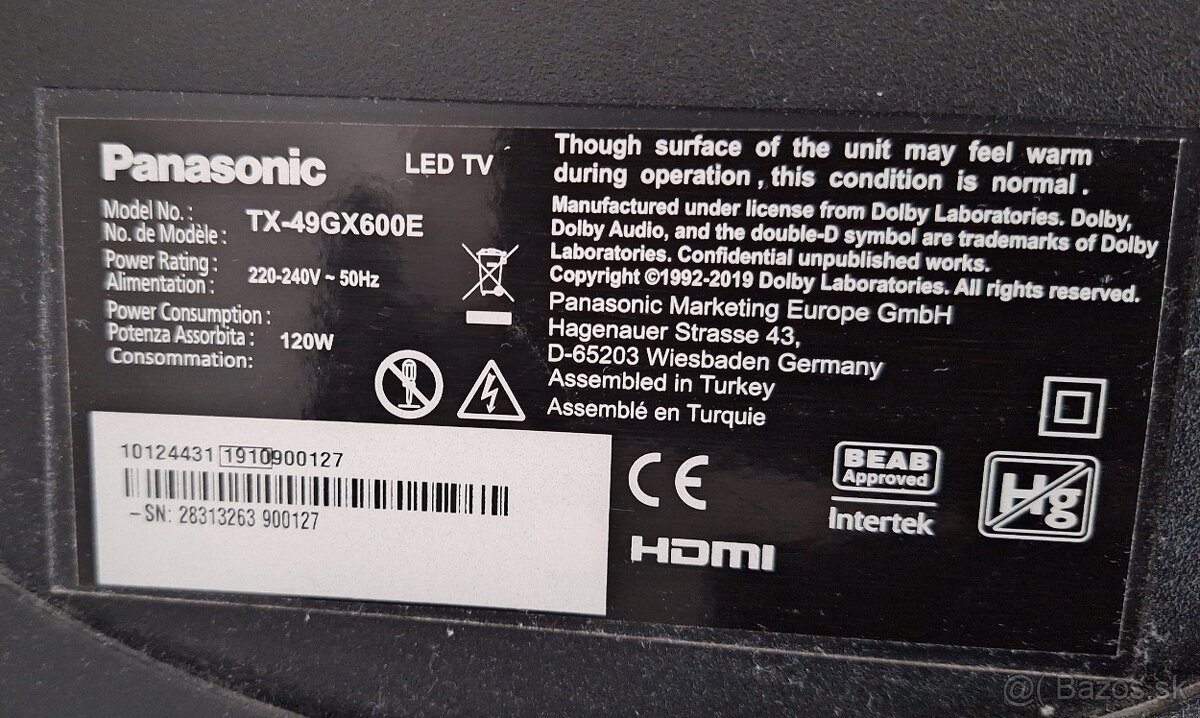 Panasonic
LED TV
Model No. :
No. de Modèle :
TX-49GX600E
Power Rating :
Alimentation :
220-240V ~ 50Hz
Power Consumption :
Potenza Assorbita :
Consommation:
120W
Though surface of the unit may feel warm
during operation , this condition is normal .
Manufactured under license from Dolby Laboratories. Dolby,
Dolby Audio, and the double-D symbol are trademarks of Dolby
Laboratories. Confidential unpublished works.
Copyright ©1992-2019 Dolby Laboratories. All rights reserved.
Panasonic Marketing Europe GmbH
Hagenauer Strasse 43,
D-65203 Wiesbaden Germany
Assembled in Turkey
Assemblé en Turquie
10124431 1910900127
-SN: 28313263 900127
CE
HDMI
BEAB
Approved
Intertek
Hg
@( Bazos.sk